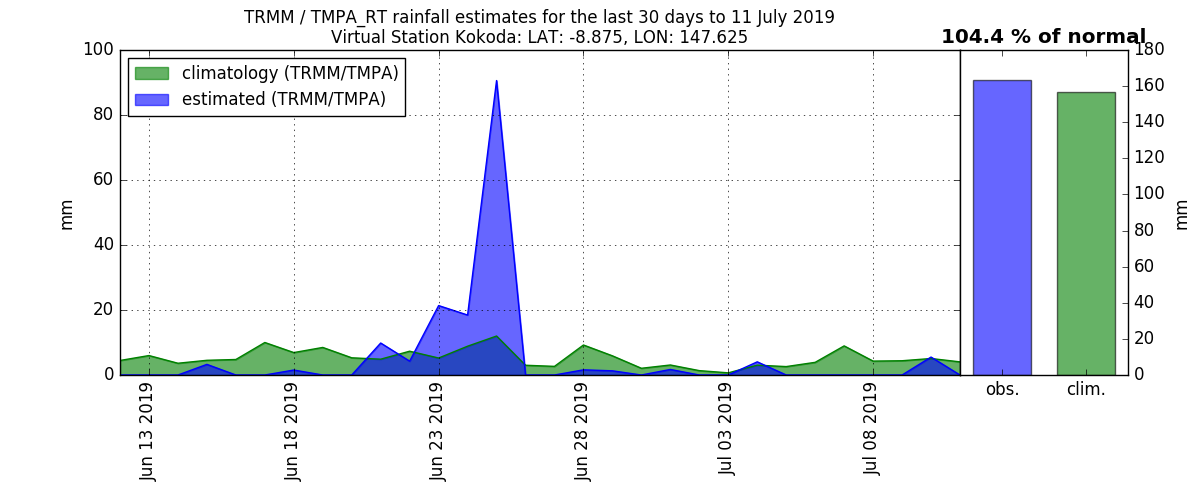 TRMM / TMPA_RT rainfall estimates for the last 30 days to 11 July 2019
Virtual Station Kokoda: LAT: -8.875, LON: 147.625
104.4 % of normal
climatology (TRMM/TMPA)
estimated (TRMM/TMPA)
100
80
60
40
20
0
mm
Jun 13 2019
Jun 18 2019
Jun 23 2019
Jun 28 2019
Jul 03 2019
Jul 08 2019
obs.
clim.
180
160
140
120
100
80
60
40
20
0
mm